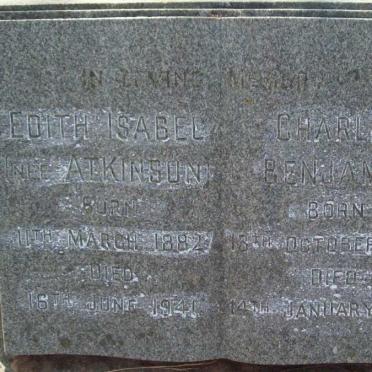 IN LOVING MEMORY
EDITH ISABEL
(NEE ATKINSON)
BORN
11TH MARCH 1882
DIED
16TH JUNE 1941
CHARL
BENJAM
BORN
13TH OCTOBER
DIED
14TH JANUARY